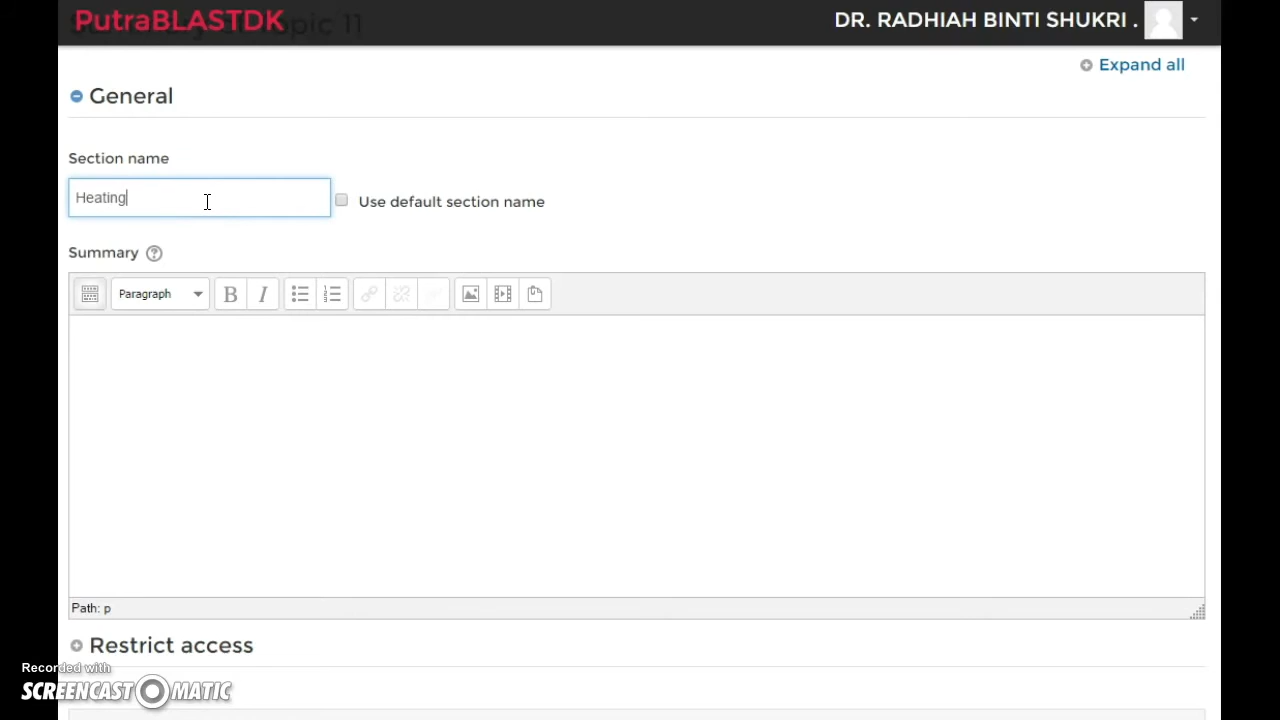 PutraBLASTDK
DR. RADHIAH BINTI SHUKRI .
Expand all
General
Section name
Heating
Use default section name
Summary
Paragraph
B I
Path: p
Restrict access
Recorded with
SCREENCAST MATIC